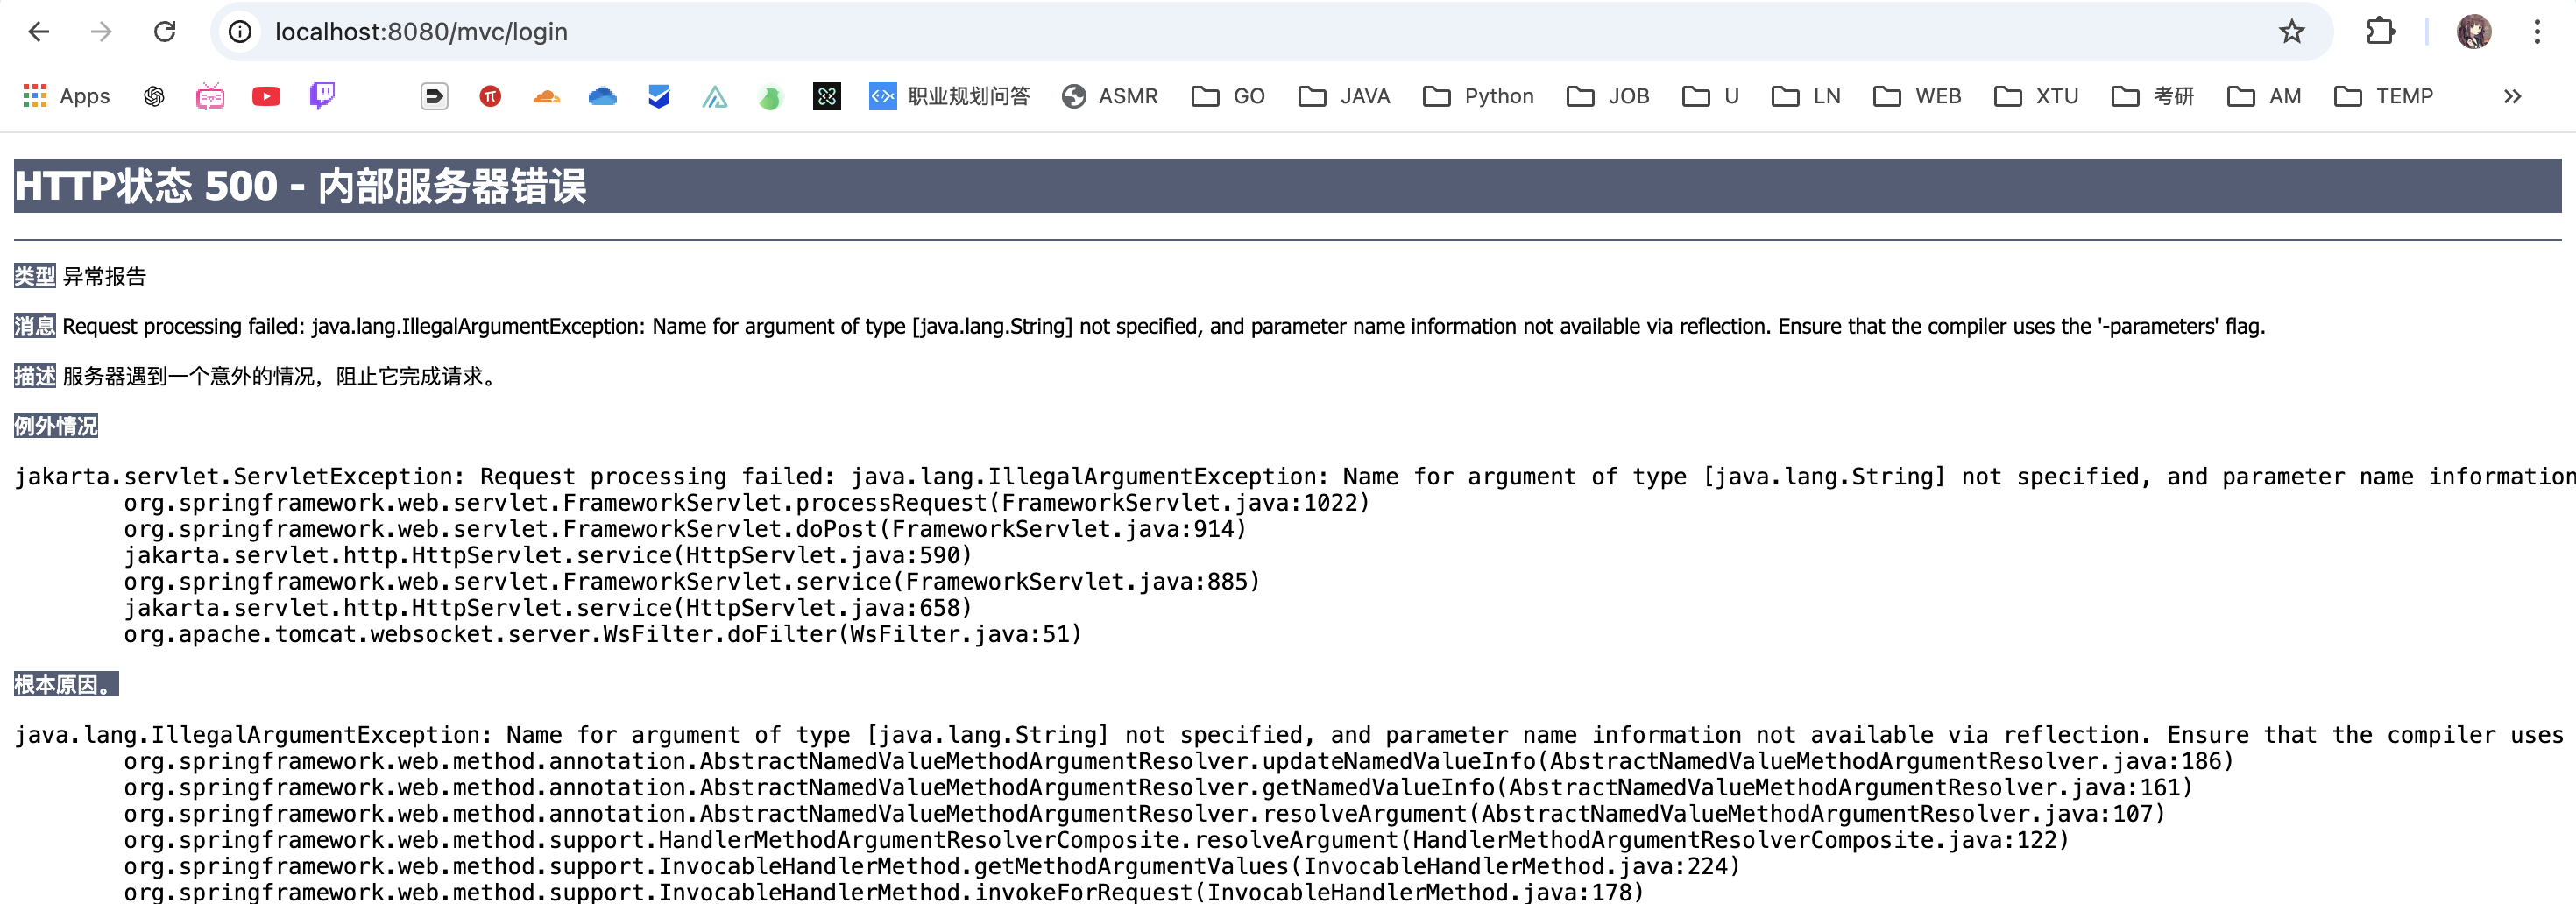 localhost:8080/mvc/login
Apps 职业规划问答 ASMR GO JAVA Python JOB U LN WEB XTU 考研 AM TEMP
HTTP状态 500 - 内部服务器错误
类型 异常报告
消息 Request processing failed: java.lang.IllegalArgumentException: Name for argument of type [java.lang.String] not specified, and parameter name information not available via reflection. Ensure that the compiler uses the '-parameters' flag.
描述 服务器遇到一个意外的情况，阻止它完成请求。
例外情况
jakarta.servlet.ServletException: Request processing failed: java.lang.IllegalArgumentException: Name for argument of type [java.lang.String] not specified, and parameter name information
org.springframework.web.servlet.FrameworkServlet.processRequest(FrameworkServlet.java:1022)
org.springframework.web.servlet.FrameworkServlet.doPost(FrameworkServlet.java:914)
jakarta.servlet.http.HttpServlet.service(HttpServlet.java:590)
org.springframework.web.servlet.FrameworkServlet.service(FrameworkServlet.java:885)
jakarta.servlet.http.HttpServlet.service(HttpServlet.java:658)
org.apache.tomcat.websocket.server.WsFilter.doFilter(WsFilter.java:51)
根本原因。
java.lang.IllegalArgumentException: Name for argument of type [java.lang.String] not specified, and parameter name information not available via reflection. Ensure that the compiler uses
org.springframework.web.method.annotation.AbstractNamedValueMethodArgumentResolver.updateNamedValueInfo(AbstractNamedValueMethodArgumentResolver.java:186)
org.springframework.web.method.annotation.AbstractNamedValueMethodArgumentResolver.getNamedValueInfo(AbstractNamedValueMethodArgumentResolver.java:161)
org.springframework.web.method.annotation.AbstractNamedValueMethodArgumentResolver.resolveArgument(AbstractNamedValueMethodArgumentResolver.java:107)
org.springframework.web.method.support.HandlerMethodArgumentResolverComposite.resolveArgument(HandlerMethodArgumentResolverComposite.java:122)
org.springframework.web.method.support.InvocableHandlerMethod.getMethodArgumentValues(InvocableHandlerMethod.java:224)
org.springframework.web.method.support.InvocableHandlerMethod.invokeForRequest(InvocableHandlerMethod.java:178)